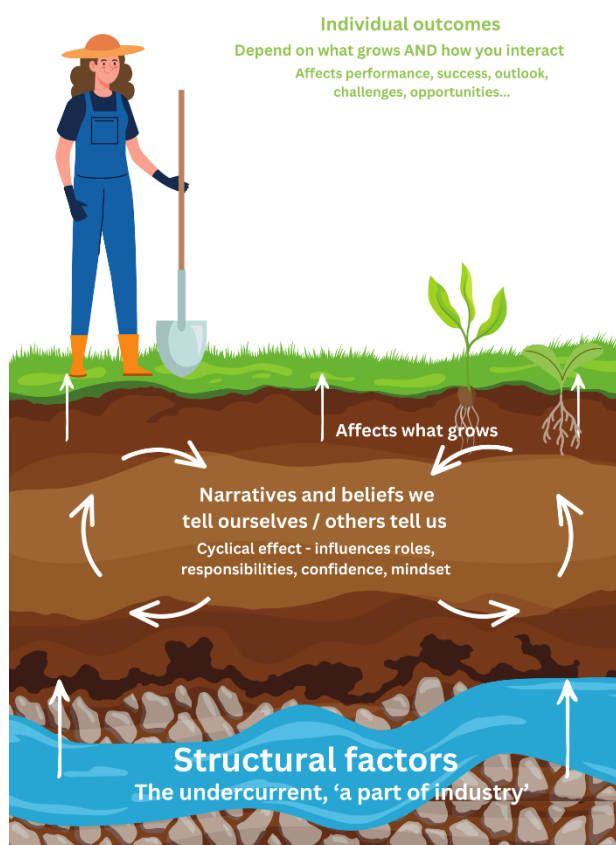 Individual outcomes
Depend on what grows AND how you interact
Affects performance, success, outlook,
challenges, opportunities...
Affects what grows
Narratives and beliefs we
tell ourselves / others tell us
Cyclical effect - influences roles,
responsibilities, confidence, mindset
Structural factors
The undercurrent, ‘a part of industry’